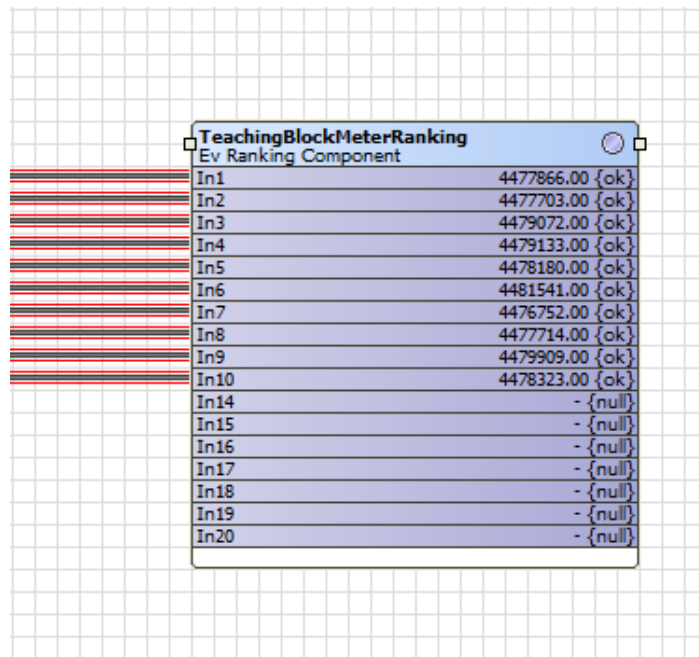 TeachingBlockMeterRanking
Ev Ranking Component
In1 4477866.00 {ok}
In2 4477703.00 {ok}
In3 4479072.00 {ok}
In4 4479133.00 {ok}
In5 4478180.00 {ok}
In6 4481541.00 {ok}
In7 4476752.00 {ok}
In8 4477714.00 {ok}
In9 4479909.00 {ok}
In10 4478323.00 {ok}
In14 - {null}
In15 - {null}
In16 - {null}
In17 - {null}
In18 - {null}
In19 - {null}
In20 - {null}